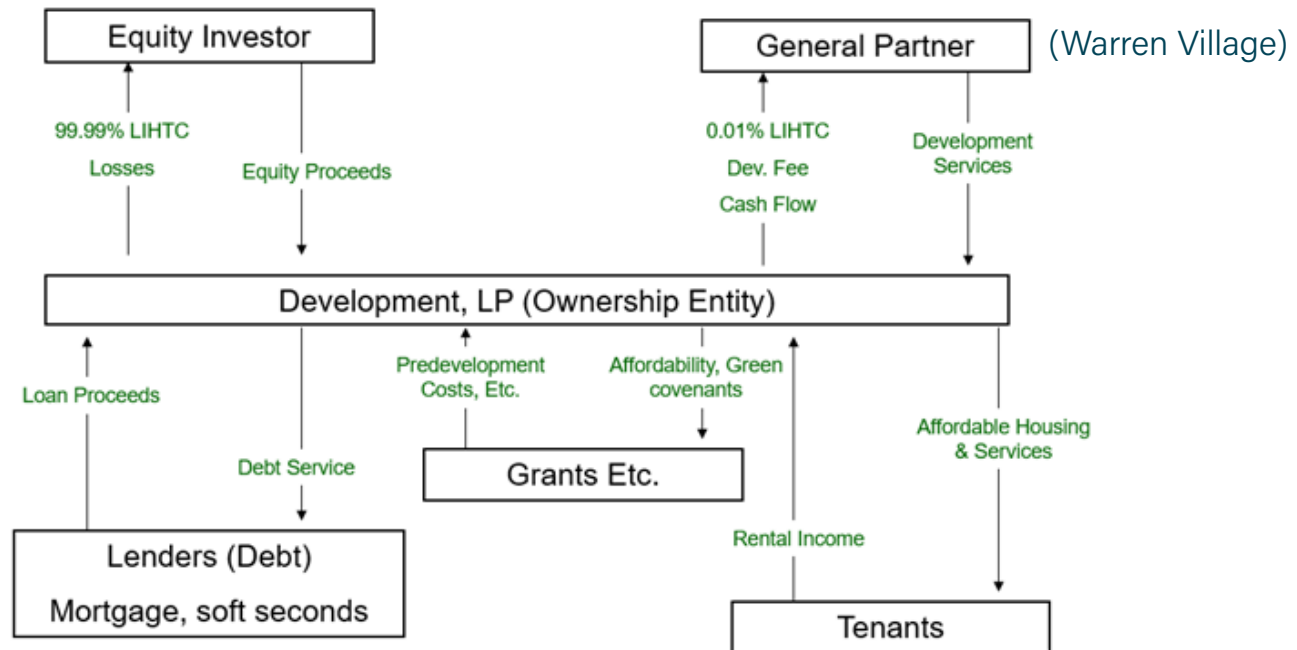 Equity Investor
General Partner
(Warren Village)
99.99% LIHTC
Losses
Equity Proceeds
0.01% LIHTC
Dev. Fee
Cash Flow
Development
Services
Development, LP (Ownership Entity)
Loan Proceeds
Debt Service
Predevelopment
Costs, Etc.
Affordability, Green
covenants
Grants Etc.
Rental Income
Affordable Housing
& Services
Lenders (Debt)
Mortgage, soft seconds
Tenants